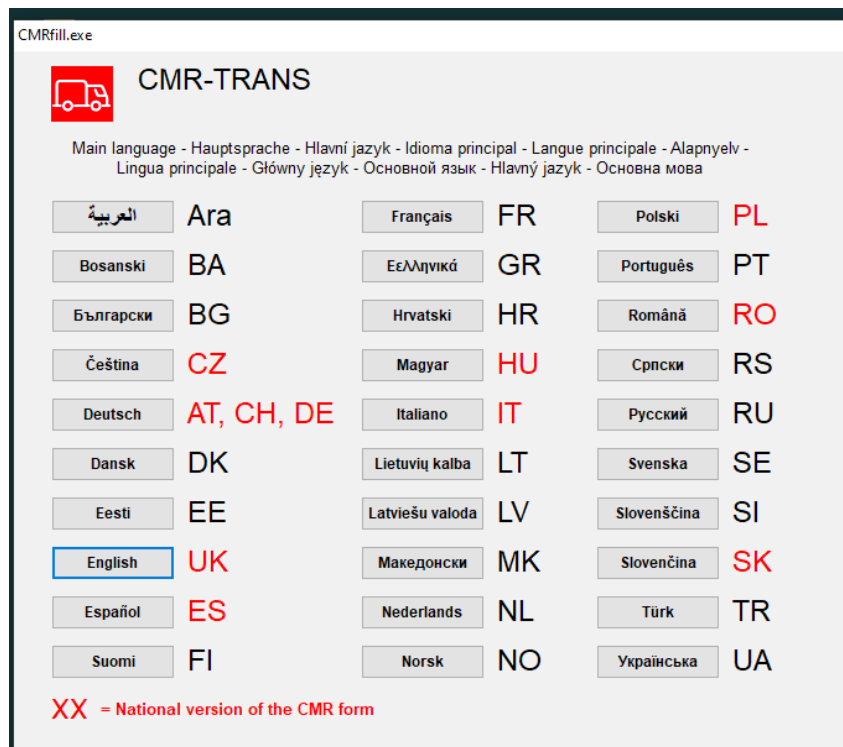 CMRfill.exe
CMR-TRANS
Main language - Hauptsprache - Hlavní jazyk - Idioma principal - Langue principale - Alapnyelv -
Lingua principale - Główny język - Основной язык - Hlavný jazyk - Основна мова
العربية Ara Français FR Polski PL
Bosanski BA Εελληνικά GR Português PT
Български BG Hrvatski HR Română RO
Čeština CZ Magyar HU Српски RS
Deutsch AT, CH, DE Italiano IT Русский RU
Dansk DK Lietuvių kalba LT Svenska SE
Eesti EE Latviešu valoda LV Slovenščina SI
English UK Македонски MK Slovenčina SK
Español ES Nederlands NL Türk TR
Suomi FI Norsk NO Українська UA
XX = National version of the CMR form